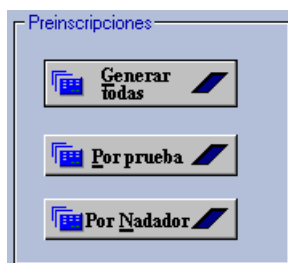 Preinscripciones
Generar
todas
Por prueba
Por Nadador